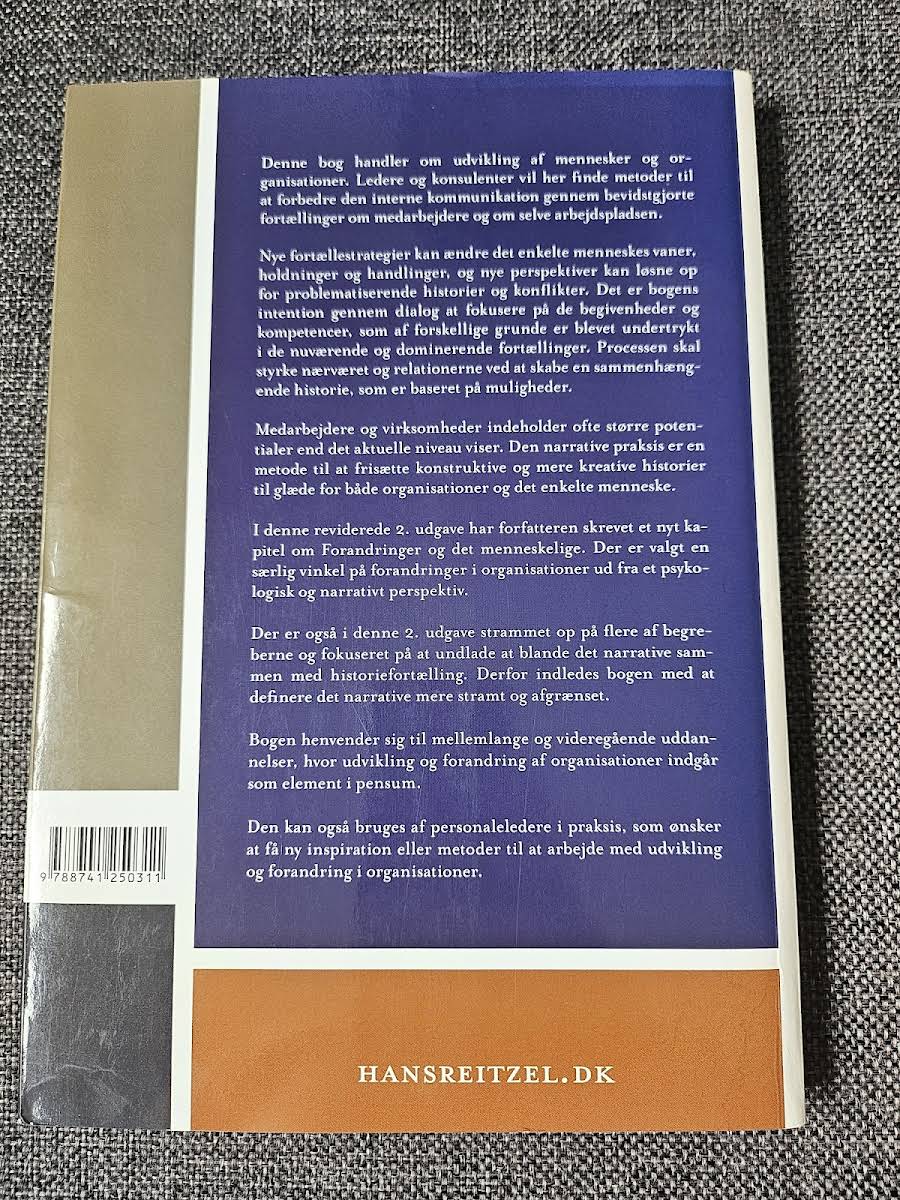 Denne bog handler om udvikling af mennesker og or-
ganisationer. Ledere og konsulenter vil her finde metoder til
at forbedre den interne kommunikation gennem bevidstgjorte
fortællinger om medarbejdere og om selve arbejdspladsen.
Nye fortællestrategier kan ændre det enkelte menneskes vaner,
holdninger og handlinger, og nye perspektiver kan løsne op
for problematiserende historier og konflikter. Det er bogens
intention gennem dialog at fokusere på de begivenheder og
kompetencer, som af forskellige grunde er blevet undertrykt
i de nuværende og dominerende fortællinger. Processen skal
styrke nærværet og relationerne ved at skabe en sammenhæng-
ende historie, som er baseret på muligheder.
Medarbejdere og virksomheder indeholder ofte større poten-
tialer end det aktuelle niveau viser. Den narrative praksis er en
metode til at frisætte konstruktive og mere kreative historier
til glæde for både organisationer og det enkelte menneske.
I denne reviderede 2. udgave har forfatteren skrevet et nyt ka-
pitel om Forandringer og det menneskelige. Der er valgt en
særlig vinkel på forandringer i organisationer ud fra et psyko-
logisk og narrativt perspektiv.
Der er også i denne 2. udgave strammet op på flere af begre-
berne og fokuseret på at undlade at blande det narrative sam-
men med historiefortælling. Derfor indledes bogen med at
definere det narrative mere stramt og afgrænset.
Bogen henvender sig til mellemlange og videregående uddan-
nelser, hvor udvikling og forandring af organisationer indgår
som element i pensum.
Den kan også bruges af personaleledere i praksis, som ønsker
at få ny inspiration eller metoder til at arbejde med udvikling
og forandring i organisationer.
9 788741 250311
HANSREITZEL.DK